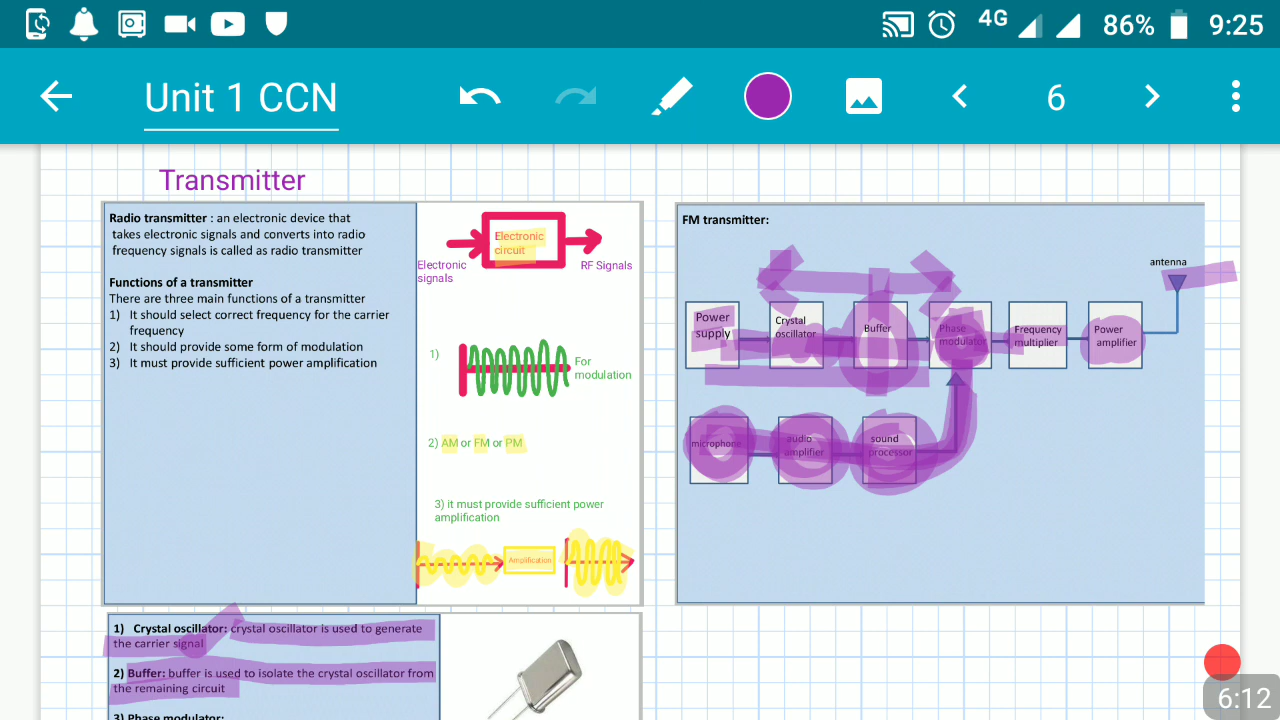 4G 86% 9:25
Unit 1 CCN 6
Transmitter
Radio transmitter : an electronic device that
takes electronic signals and converts into radio
frequency signals is called as radio transmitter
Functions of a transmitter
There are three main functions of a transmitter
1) It should select correct frequency for the carrier
frequency
2) It should provide some form of modulation
3) It must provide sufficient power amplification
Electronic
circuit
Electronic
signals
RF Signals
1)
For
modulation
2) AM or FM or PM
3) it must provide sufficient power
amplification
Amplification
FM transmitter:
antenna
Power
supply
Crystal
oscillator
Buffer
Phase
modulator
Frequency
multiplier
Power
amplifier
microphone
audio
amplifier
sound
processor
1) Crystal oscillator: crystal oscillator is used to generate
the carrier signal
2) Buffer: buffer is used to isolate the crystal oscillator from
the remaining circuit
3) Phase modulator:
6:12